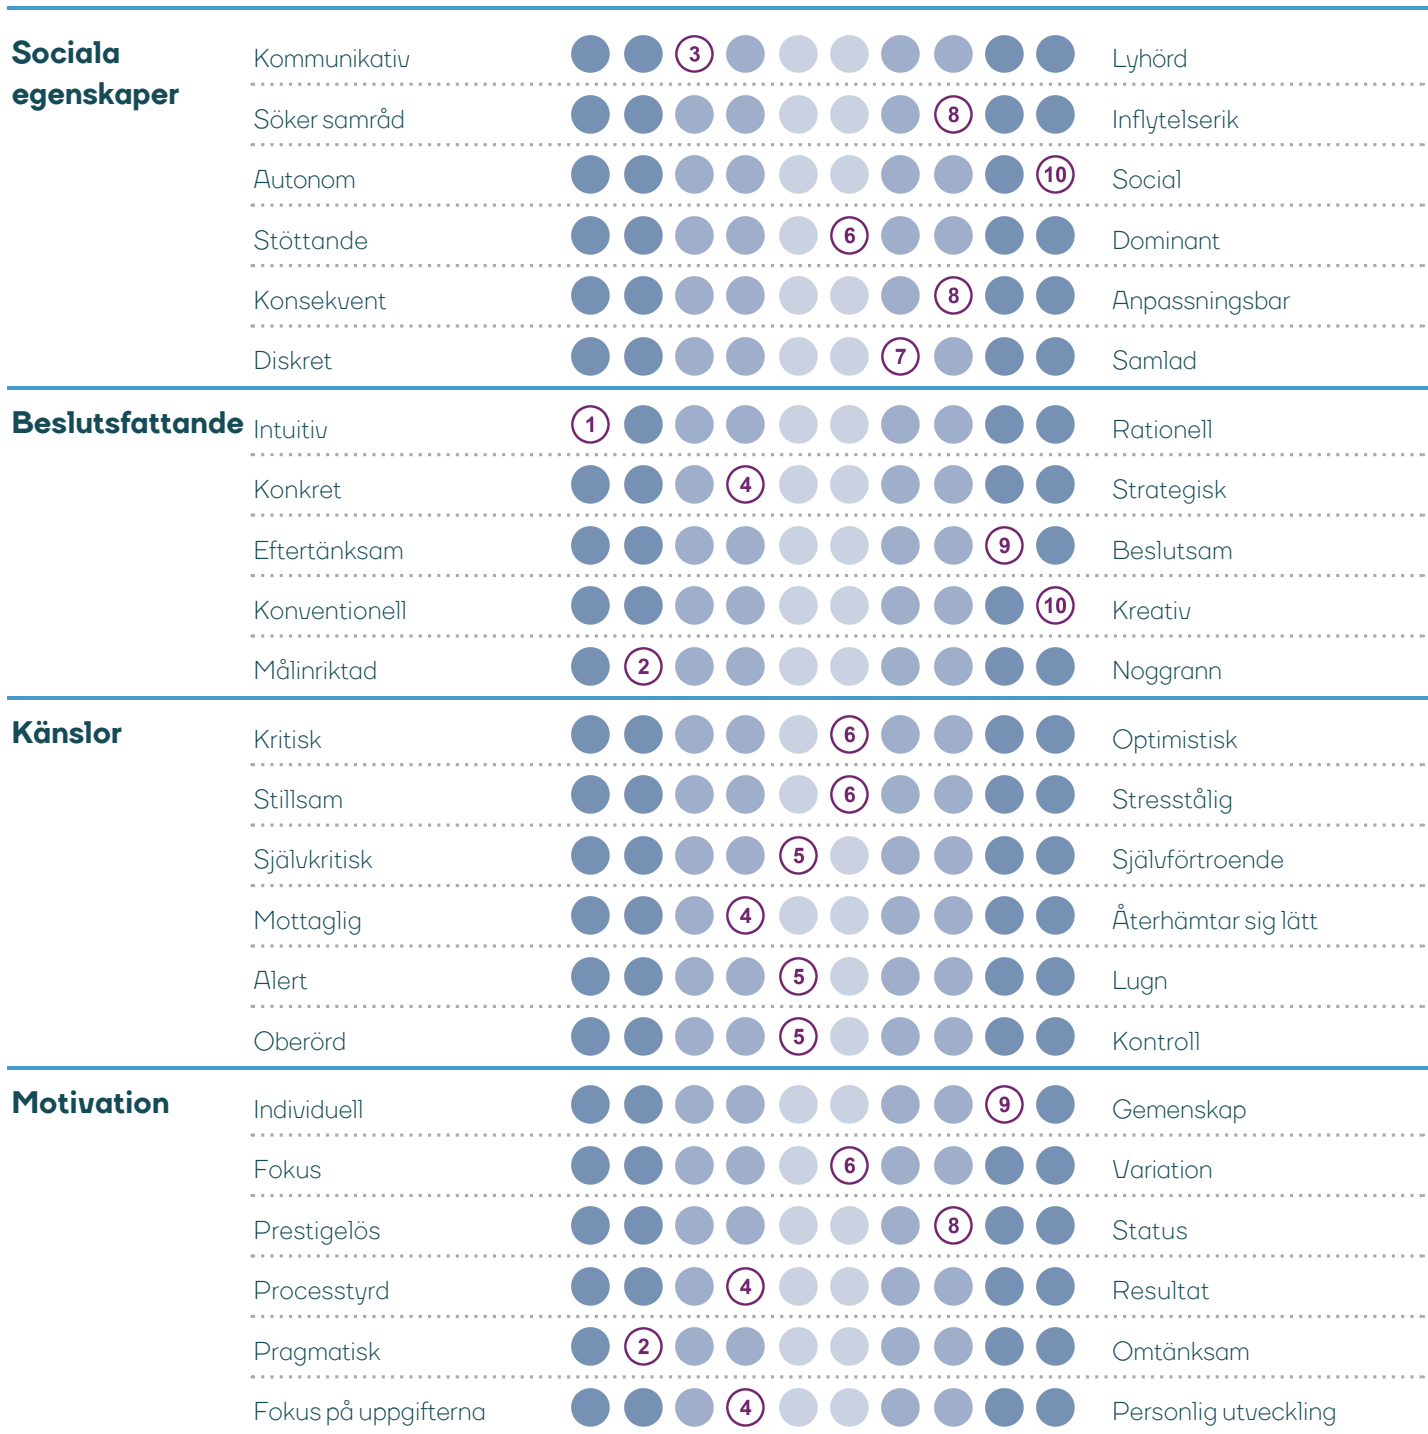 Sociala
egenskaper
Kommunikativ 3 Lyhörd
Söker samråd 8 Inflytelserik
Autonom 10 Social
Stöttande 6 Dominant
Konsekvent 8 Anpassningsbar
Diskret 7 Samlad
Beslutsfattande Intuitiv 1 Rationell
Konkret 4 Strategisk
Eftertänksam 9 Beslutsam
Konventionell 10 Kreativ
Målinriktad 2 Noggrann
Känslor Kritisk 6 Optimistisk
Stillsam 6 Stresstålig
Självkritisk 5 Självförtroende
Mottaglig 4 Återhämtar sig lätt
Alert 5 Lugn
Oberörd 5 Kontroll
Motivation Individuell 9 Gemenskap
Fokus 6 Variation
Prestigelös 8 Status
Processtyrd 4 Resultat
Pragmatisk 2 Omtänksam
Fokus på uppgifterna 4 Personlig utveckling